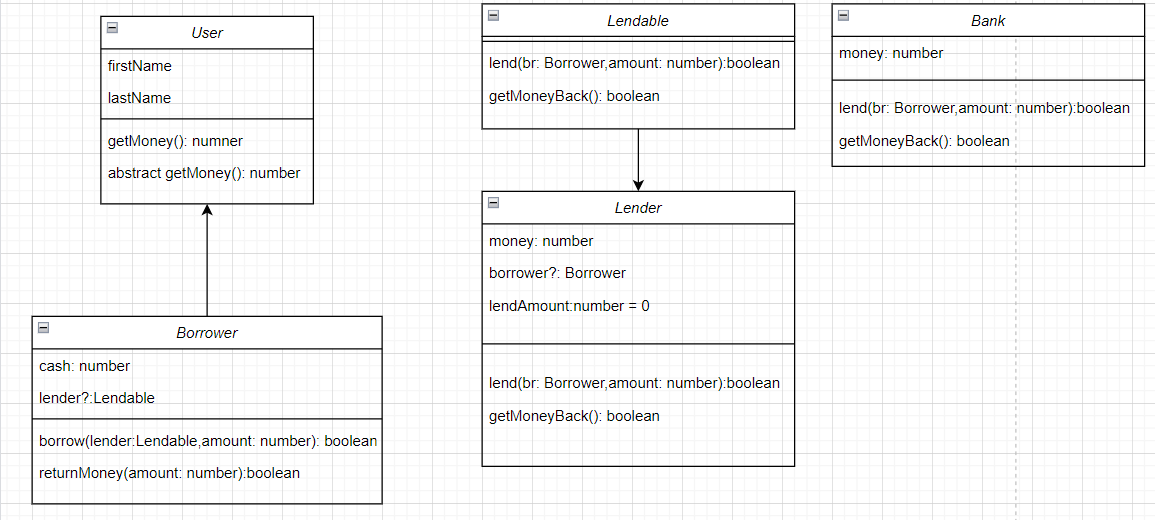 User
firstName
lastName
getMoney(): numner
abstract getMoney(): number
Borrower
cash: number
lender?:Lendable
borrow(lender:Lendable,amount: number): boolean
returnMoney(amount: number):boolean
Lendable
lend(br: Borrower,amount: number):boolean
getMoneyBack(): boolean
Lender
money: number
borrower?: Borrower
lendAmount:number = 0
lend(br: Borrower,amount: number):boolean
getMoneyBack(): boolean
Bank
money: number
lend(br: Borrower,amount: number):boolean
getMoneyBack(): boolean